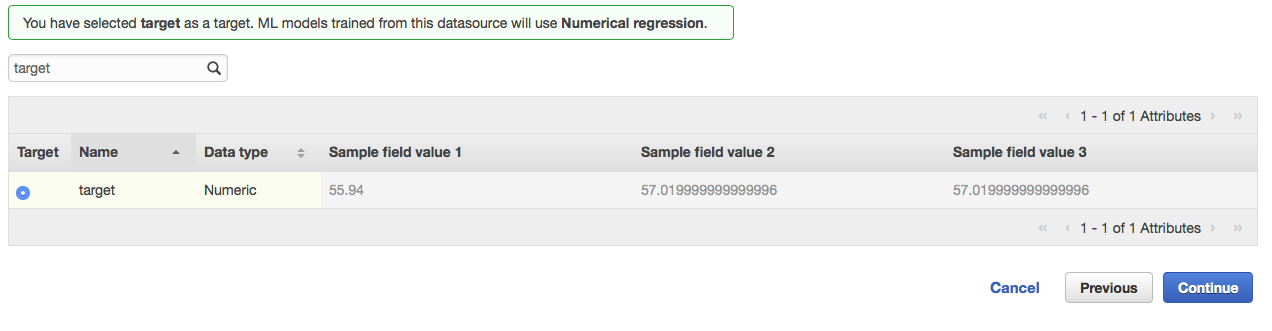 You have selected target as a target. ML models trained from this datasource will use Numerical regression.
target
« ‹ 1 - 1 of 1 Attributes › »
Target Name Data type Sample field value 1 Sample field value 2 Sample field value 3
target Numeric 55.94 57.019999999999996 57.019999999999996
« ‹ 1 - 1 of 1 Attributes › »
Cancel Previous Continue